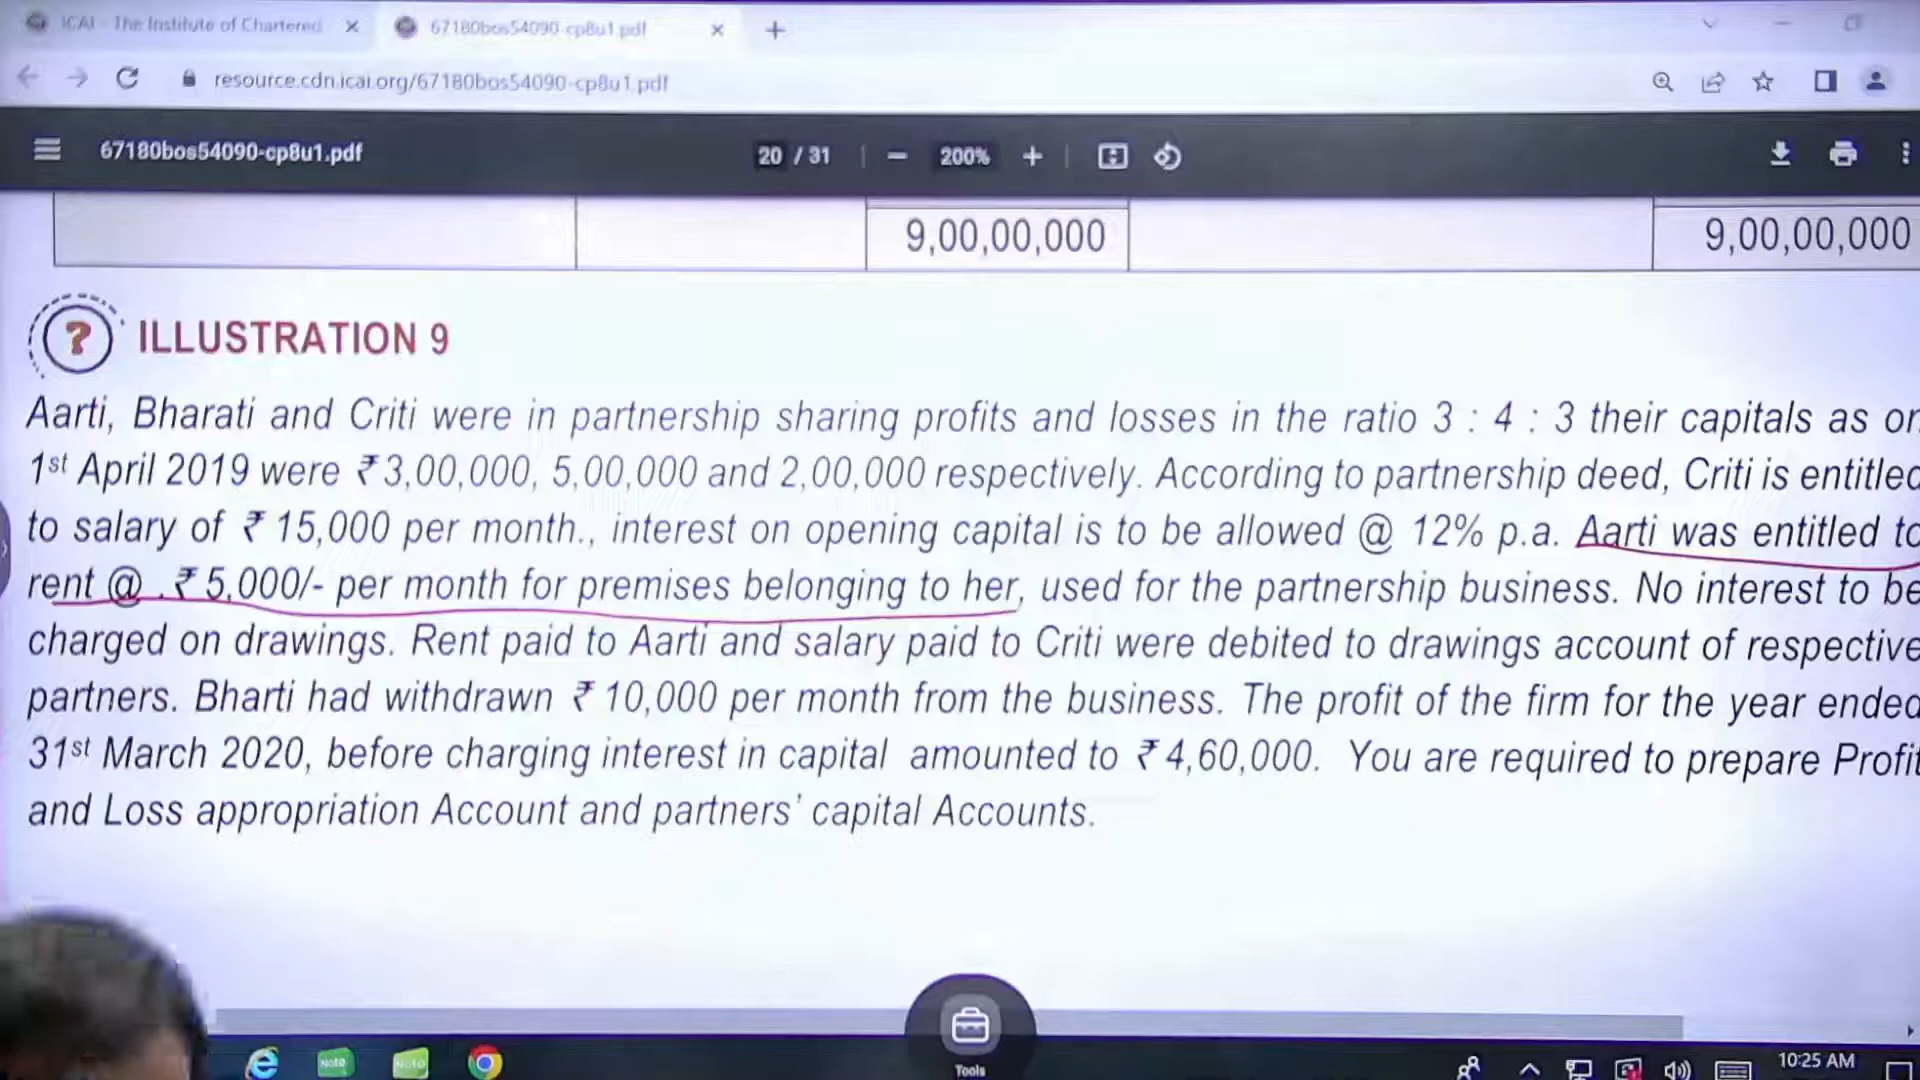 ICAI - The Institute of Chartered
67180bos54090-cp8u1.pdf
resource.cdn.icai.org/67180bos54090-cp8u1.pdf
67180bos54090-cp8u1.pdf
20 / 31
200%
9,00,00,000
9,00,00,000
? ILLUSTRATION 9
Aarti, Bharati and Criti were in partnership sharing profits and losses in the ratio 3 : 4 : 3 their capitals as on
1st April 2019 were ₹ 3,00,000, 5,00,000 and 2,00,000 respectively. According to partnership deed, Criti is entitled
to salary of ₹ 15,000 per month., interest on opening capital is to be allowed @ 12% p.a. Aarti was entitled to
rent @ . ₹ 5,000/- per month for premises belonging to her, used for the partnership business. No interest to be
charged on drawings. Rent paid to Aarti and salary paid to Criti were debited to drawings account of respective
partners. Bharti had withdrawn ₹ 10,000 per month from the business. The profit of the firm for the year ended
31st March 2020, before charging interest in capital amounted to ₹ 4,60,000. You are required to prepare Profit
and Loss appropriation Account and partners' capital Accounts.
Note
Note
Tools
10:25 AM